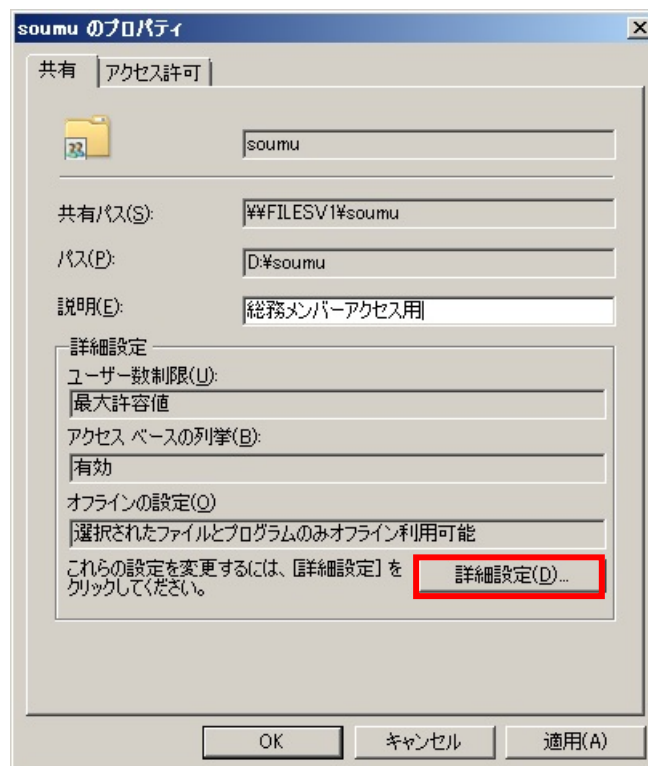 soumu のプロパティ
共有 アクセス許可
soumu
共有パス(S): ¥¥FILESV1¥soumu
パス(P): D:¥soumu
説明(E): 総務メンバーアクセス用
詳細設定
ユーザー数制限(U):
最大許容値
アクセス ベースの列挙(B):
有効
オフラインの設定(O)
選択されたファイルとプログラムのみオフライン利用可能
これらの設定を変更するには、[詳細設定] を
クリックしてください。
詳細設定(D)...
OK キャンセル 適用(A)